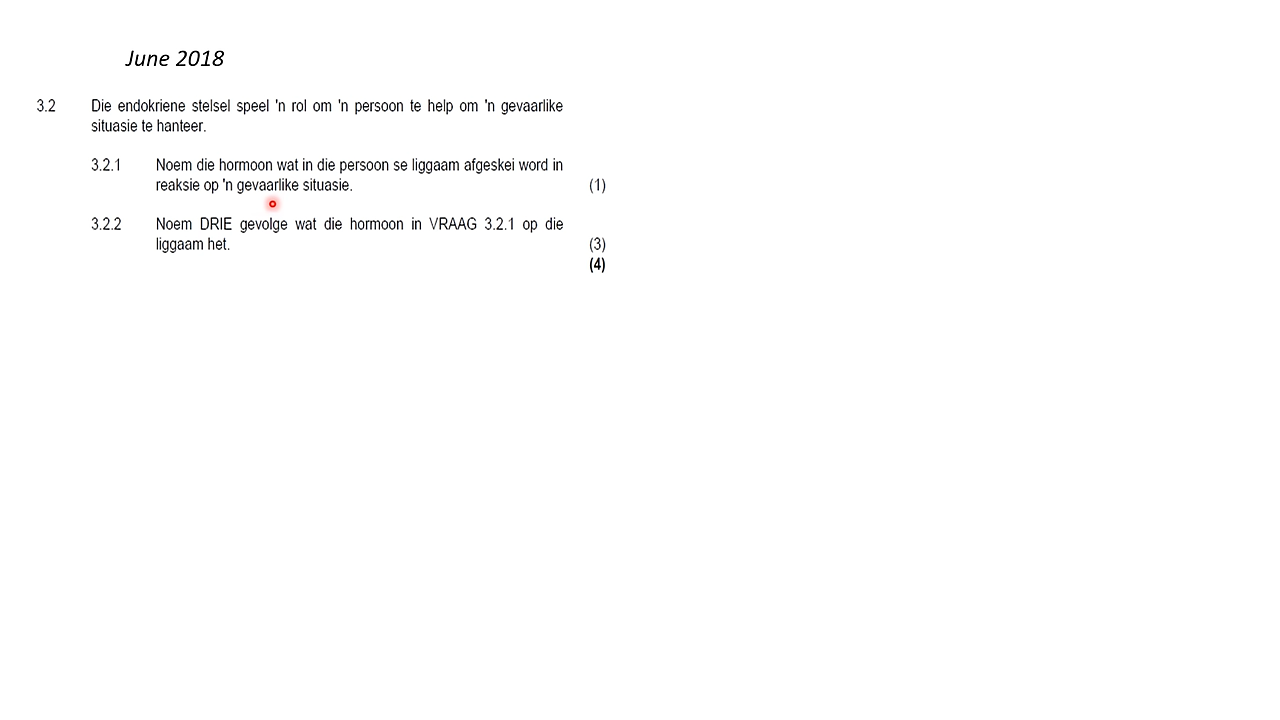 June 2018
3.2 Die endokriene stelsel speel 'n rol om 'n persoon te help om 'n gevaarlike
situasie te hanteer.
3.2.1 Noem die hormoon wat in die persoon se liggaam afgeskei word in
reaksie op 'n gevaarlike situasie. (1)
3.2.2 Noem DRIE gevolge wat die hormoon in VRAAG 3.2.1 op die
liggaam het. (3)
(4)